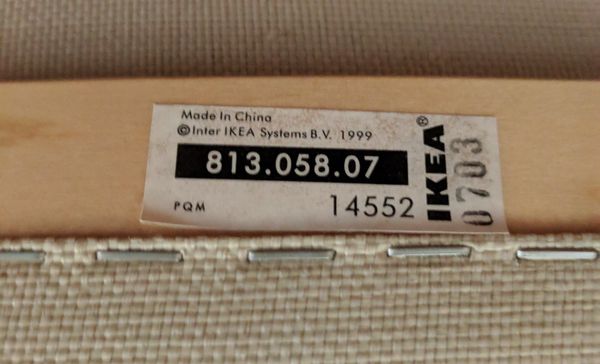 Made In China
©Inter IKEA Systems B.V. 1999
813.058.07
PQM 14552
IKEA®
0703